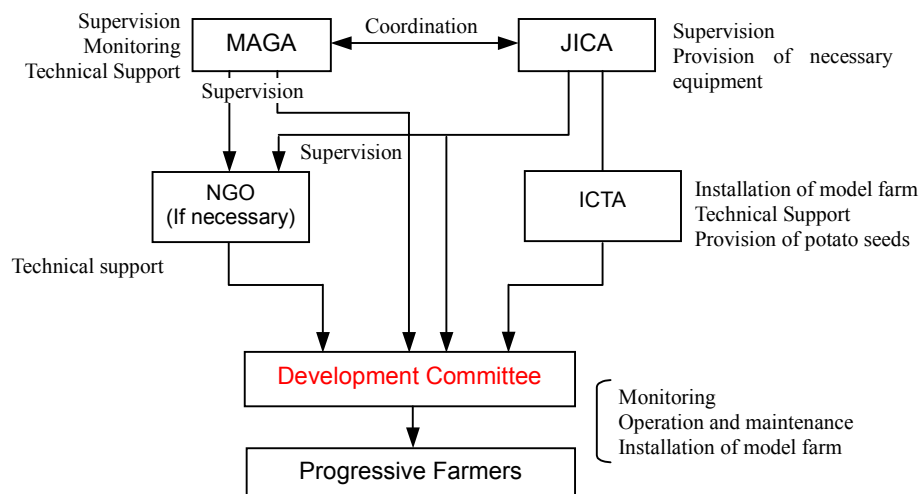 Supervision
Monitoring
Technical Support
MAGA
Coordination
JICA
Supervision
Provision of necessary
equipment
Supervision
Supervision
NGO
(If necessary)
ICTA
Installation of model farm
Technical Support
Provision of potato seeds
Technical support
Development Committee
Monitoring
Operation and maintenance
Installation of model farm
Progressive Farmers